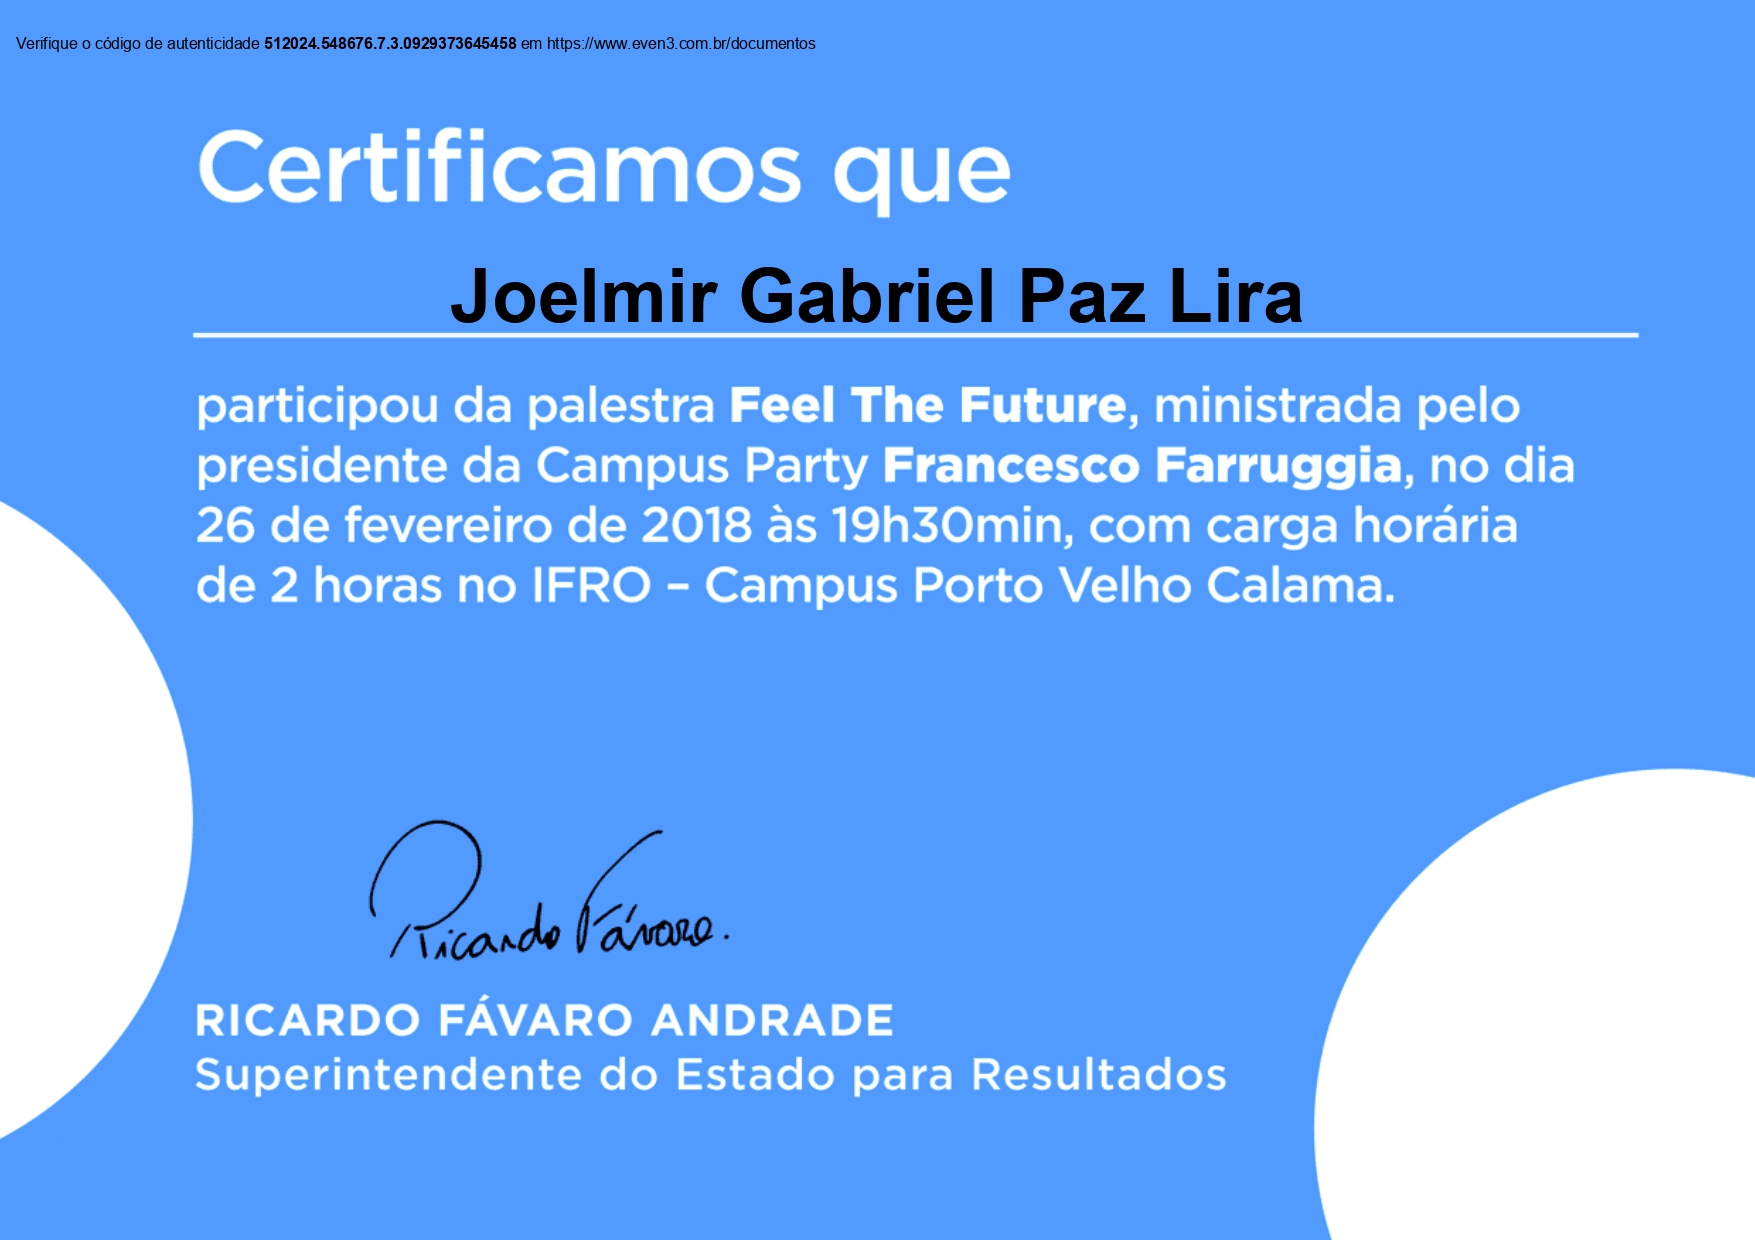 Verifique o código de autenticidade 512024.548676.7.3.0929373645458 em https://www.even3.com.br/documentos
Certificamos que
Joelmir Gabriel Paz Lira
participou da palestra Feel The Future, ministrada pelo
presidente da Campus Party Francesco Farruggia, no dia
26 de fevereiro de 2018 às 19h30min, com carga horária
de 2 horas no IFRO – Campus Porto Velho Calama.
Ricardo Fávaro.
RICARDO FÁVARO ANDRADE
Superintendente do Estado para Resultados